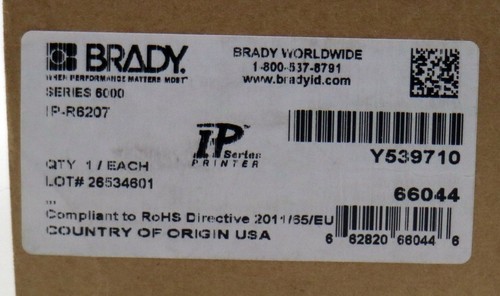 BRADY.
WHEN PERFORMANCE MATTERS MOST™
BRADY WORLDWIDE
1-800-537-8791
www.bradyid.com
SERIES 6000
IP-R6207
IP Series™
PRINTER
Y539710
QTY 1 / EACH
LOT# 26534601
66044
...
Compliant to RoHS Directive 2011/65/EU
COUNTRY OF ORIGIN USA
6 62820 66044 6